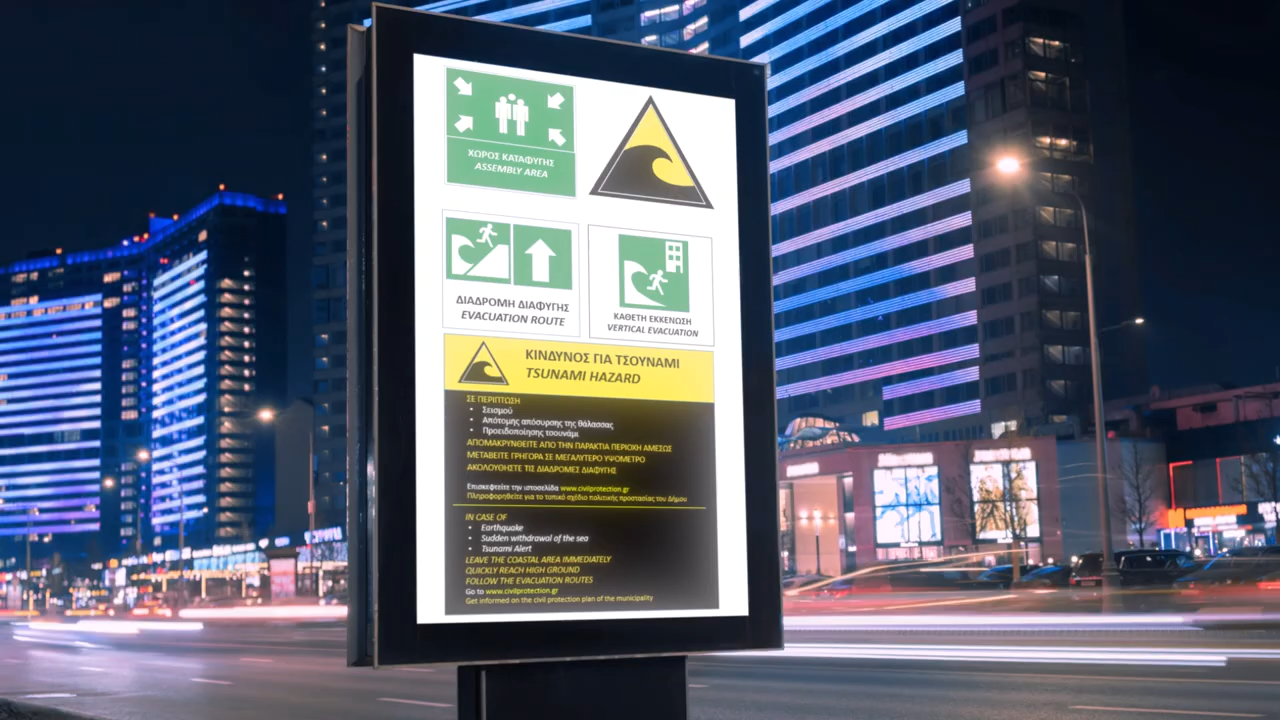 ΧΩΡΟΣ ΚΑΤΑΦΥΓΗΣ
ASSEMBLY AREA
ΔΙΑΔΡΟΜΗ ΔΙΑΦΥΓΗΣ
EVACUATION ROUTE
ΚΑΘΕΤΗ ΕΚΚΕΝΩΣΗ
VERTICAL EVACUATION
ΚΙΝΔΥΝΟΣ ΓΙΑ ΤΣΟΥΝΑΜΙ
TSUNAMI HAZARD
ΣΕ ΠΕΡΙΠΤΩΣΗ
• Σεισμού
• Απότομης απόσυρσης της θάλασσας
• Προειδοποίησης τσουνάμι
ΑΠΟΜΑΚΡΥΝΘΕΙΤΕ ΑΠΟ ΤΗΝ ΠΑΡΑΚΤΙΑ ΠΕΡΙΟΧΗ ΑΜΕΣΩΣ
ΜΕΤΑΒΕΙΤΕ ΓΡΗΓΟΡΑ ΣΕ ΜΕΓΑΛΥΤΕΡΟ ΥΨΟΜΕΤΡΟ
ΑΚΟΛΟΥΘΗΣΤΕ ΤΙΣ ΔΙΑΔΡΟΜΕΣ ΔΙΑΦΥΓΗΣ
Επισκεφτείτε την ιστοσελίδα www.civilprotection.gr
Πληροφορηθείτε για το τοπικό σχέδιο πολιτικής προστασίας του Δήμου
IN CASE OF
• Earthquake
• Sudden withdrawal of the sea
• Tsunami Alert
LEAVE THE COASTAL AREA IMMEDIATELY
QUICKLY REACH HIGH GROUND
FOLLOW THE EVACUATION ROUTES
Go to www.civilprotection.gr
Get informed on the civil protection plan of the municipality